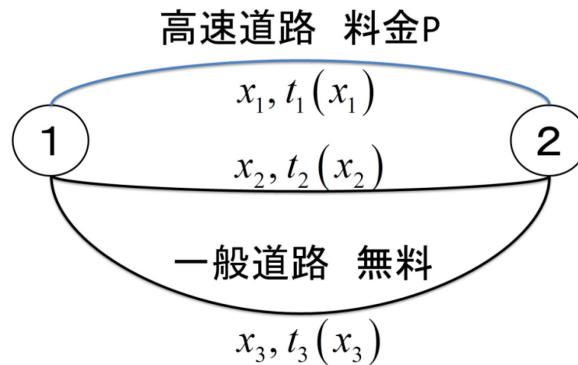 高速道路 料金P
x₁, t₁(x₁)
1
2
x₂, t₂(x₂)
一般道路 無料
x₃, t₃(x₃)